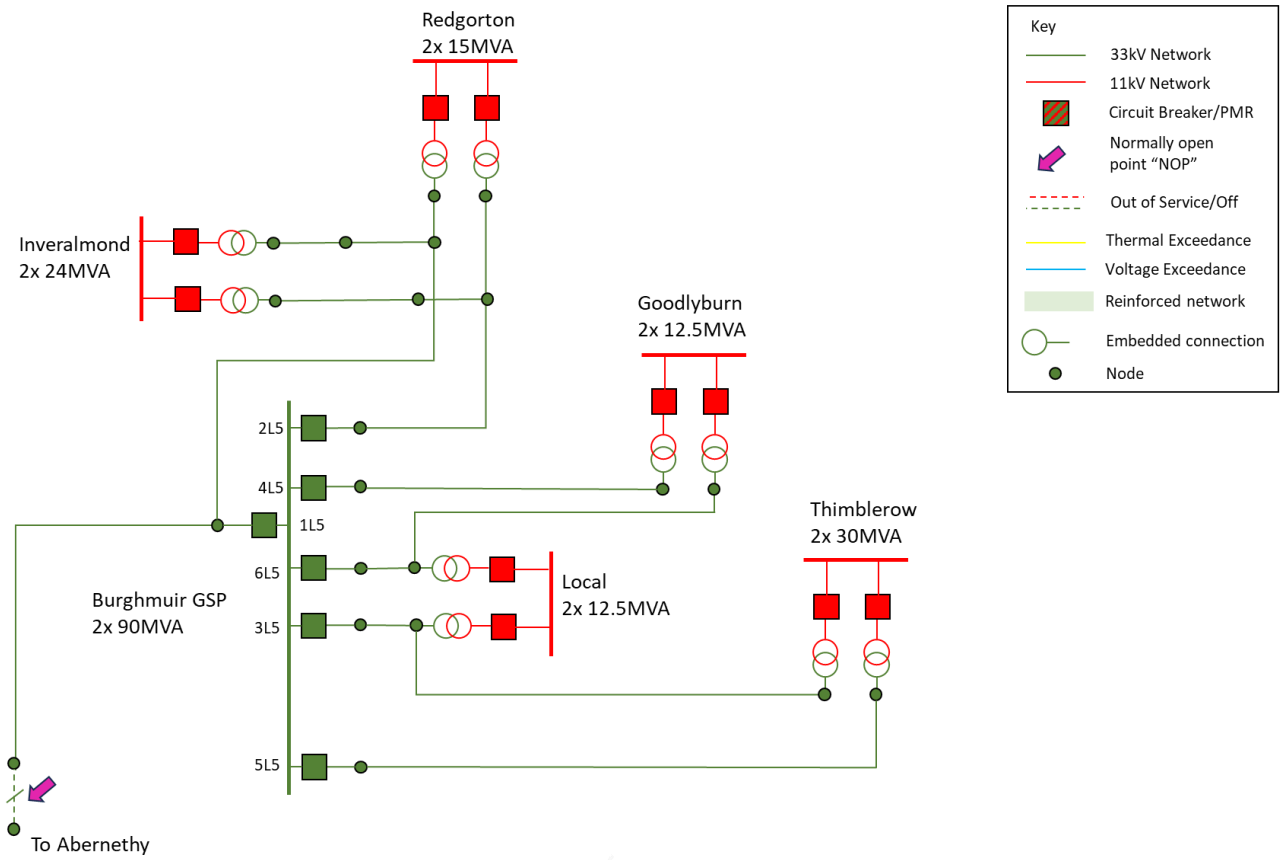 Redgorton
2x 15MVA
Key
33kV Network
11kV Network
Circuit Breaker/PMR
Normally open
point “NOP”
Out of Service/Off
Thermal Exceedance
Voltage Exceedance
Reinforced network
Embedded connection
Node
Inveralmond
2x 24MVA
Goodlyburn
2x 12.5MVA
2L5
4L5
1L5
6L5
3L5
5L5
Thimblerow
2x 30MVA
Local
2x 12.5MVA
Burghmuir GSP
2x 90MVA
To Abernethy